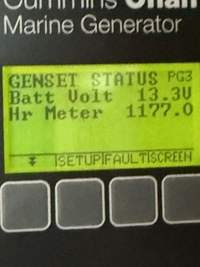 Cummins Onan
Marine Generator
GENSET STATUS PG3
Batt Volt 13.3V
Hr Meter 1177.0
SETUP|FAULT|SCREEN